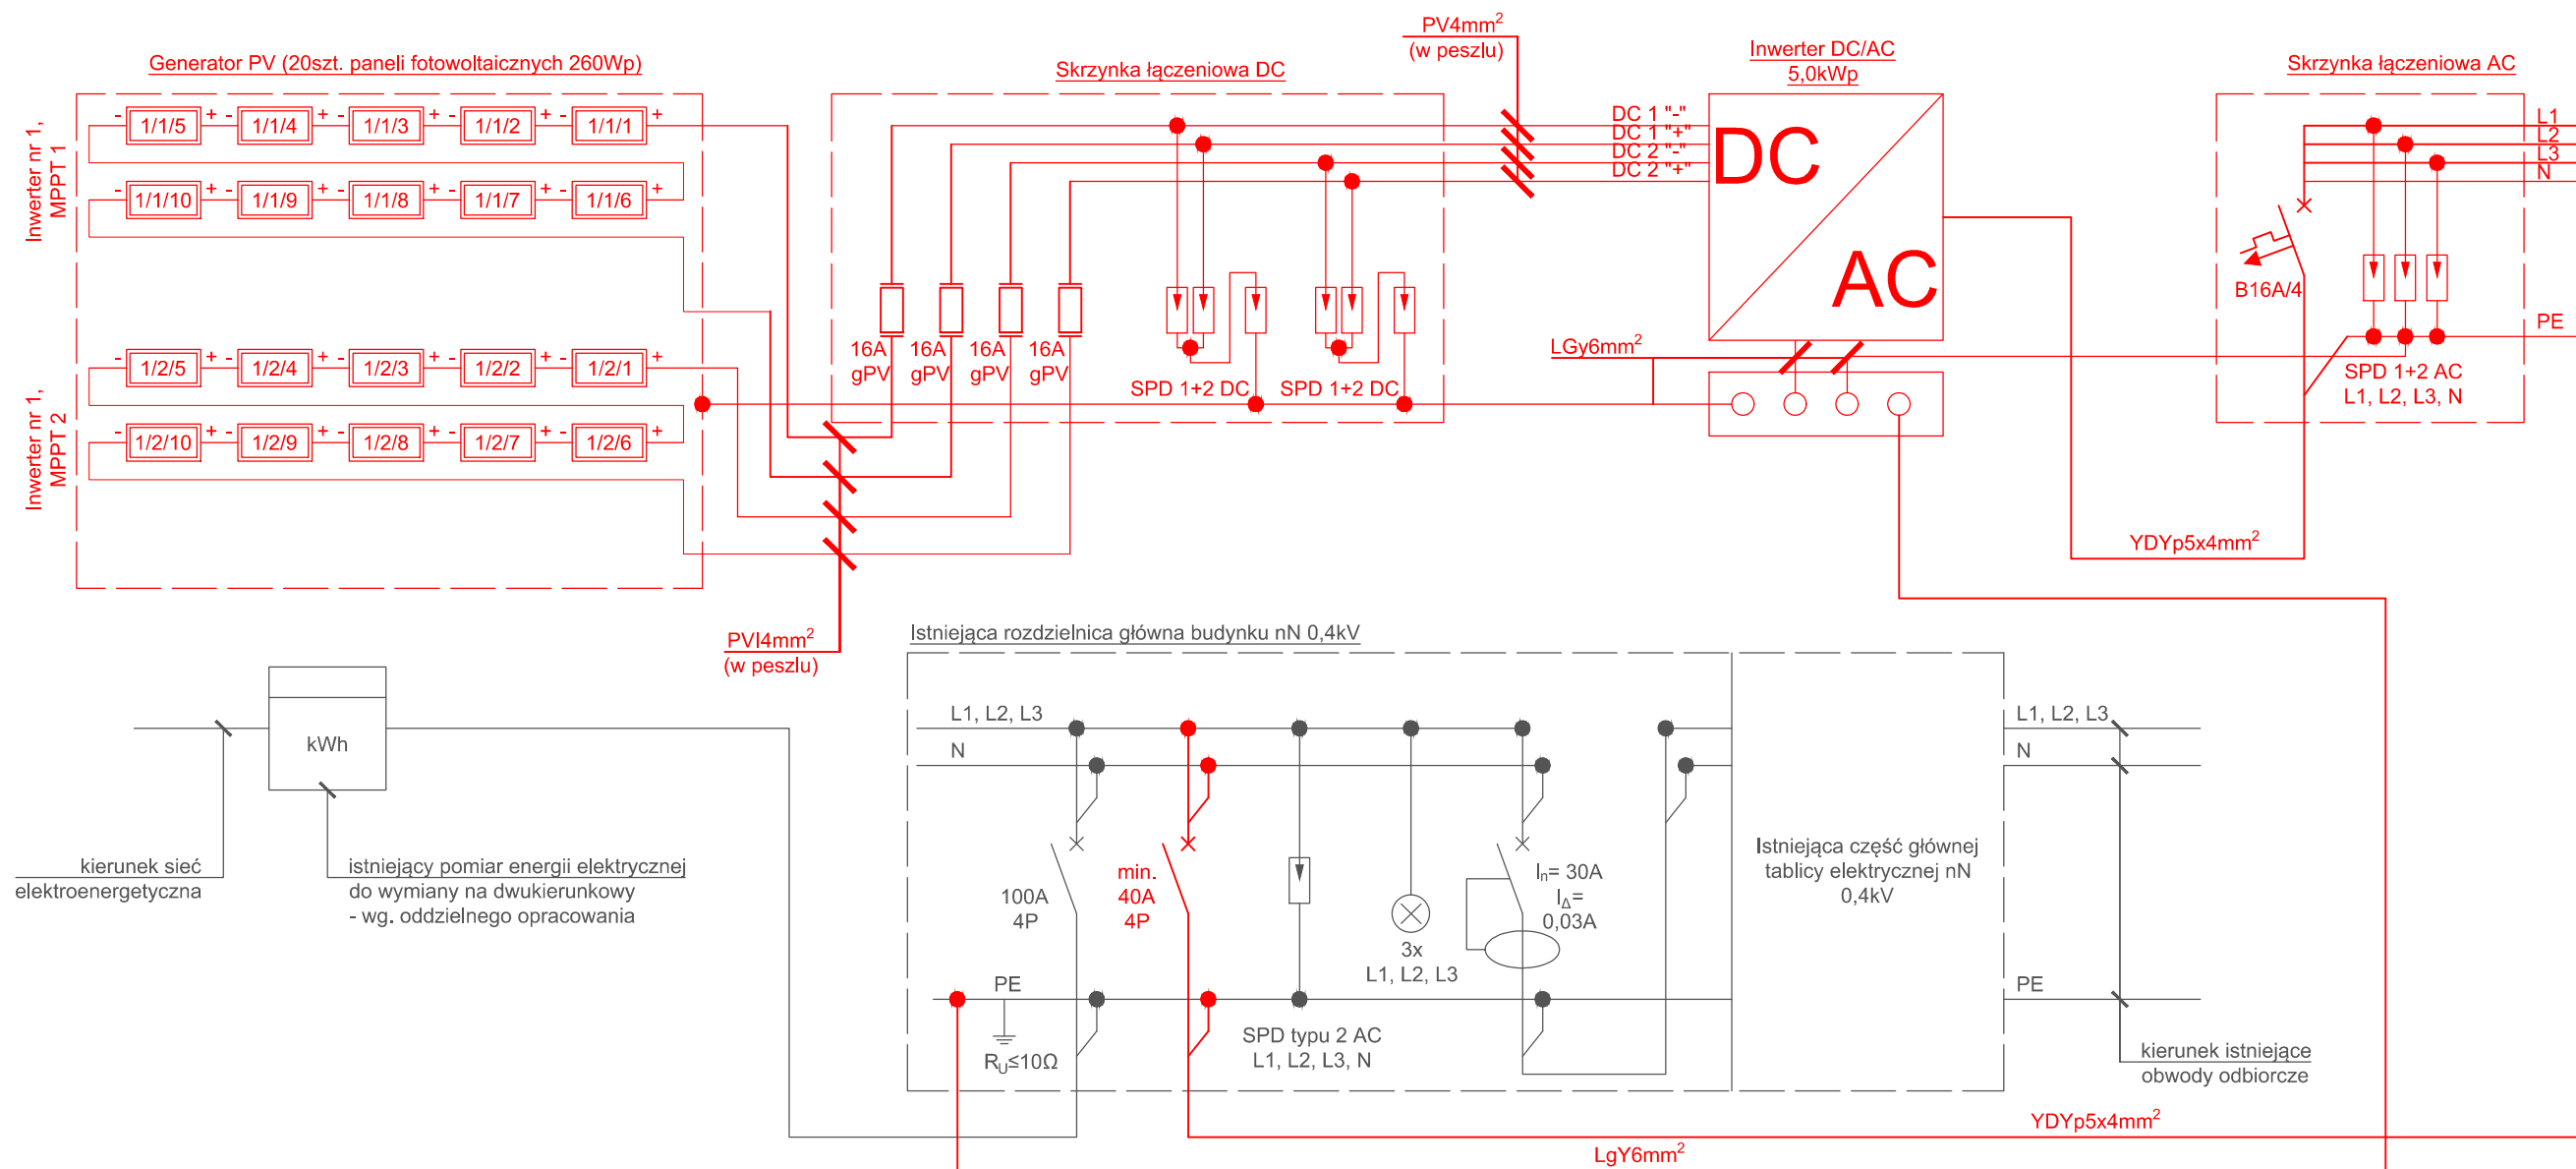 Generator PV (20szt. paneli fotowoltaicznych 260Wp)
Inwerter nr 1,
MPPT 1
- 1/1/5 + - 1/1/4 + - 1/1/3 + - 1/1/2 + - 1/1/1 +
- 1/1/10 + - 1/1/9 + - 1/1/8 + - 1/1/7 + - 1/1/6 +
Inwerter nr 1,
MPPT 2
- 1/2/5 + - 1/2/4 + - 1/2/3 + - 1/2/2 + - 1/2/1 +
- 1/2/10 + - 1/2/9 + - 1/2/8 + - 1/2/7 + - 1/2/6 +
PVI4mm²
(w peszlu)
Skrzynka łączeniowa DC
16A
gPV
16A
gPV
16A
gPV
16A
gPV
SPD 1+2 DC
SPD 1+2 DC
PV4mm²
(w peszlu)
DC 1 "-"
DC 1 "+"
DC 2 "-"
DC 2 "+"
Inwerter DC/AC
5,0kWp
DC
AC
LGy6mm²
Skrzynka łączeniowa AC
L1
L2
L3
N
B16A/4
PE
SPD 1+2 AC
L1, L2, L3, N
YDYp5x4mm²
Istniejąca rozdzielnica główna budynku nN 0,4kV
kWh
kierunek sieć
elektroenergetyczna
istniejący pomiar energii elektrycznej
do wymiany na dwukierunkowy
- wg. oddzielnego opracowania
L1, L2, L3
N
100A
4P
min.
40A
4P
3x
L1, L2, L3
Iₙ= 30A
I_Δ=
0,03A
PE
R_U≤10Ω
SPD typu 2 AC
L1, L2, L3, N
Istniejąca część głównej
tablicy elektrycznej nN
0,4kV
L1, L2, L3
N
PE
kierunek istniejące
obwody odbiorcze
YDYp5x4mm²
LgY6mm²